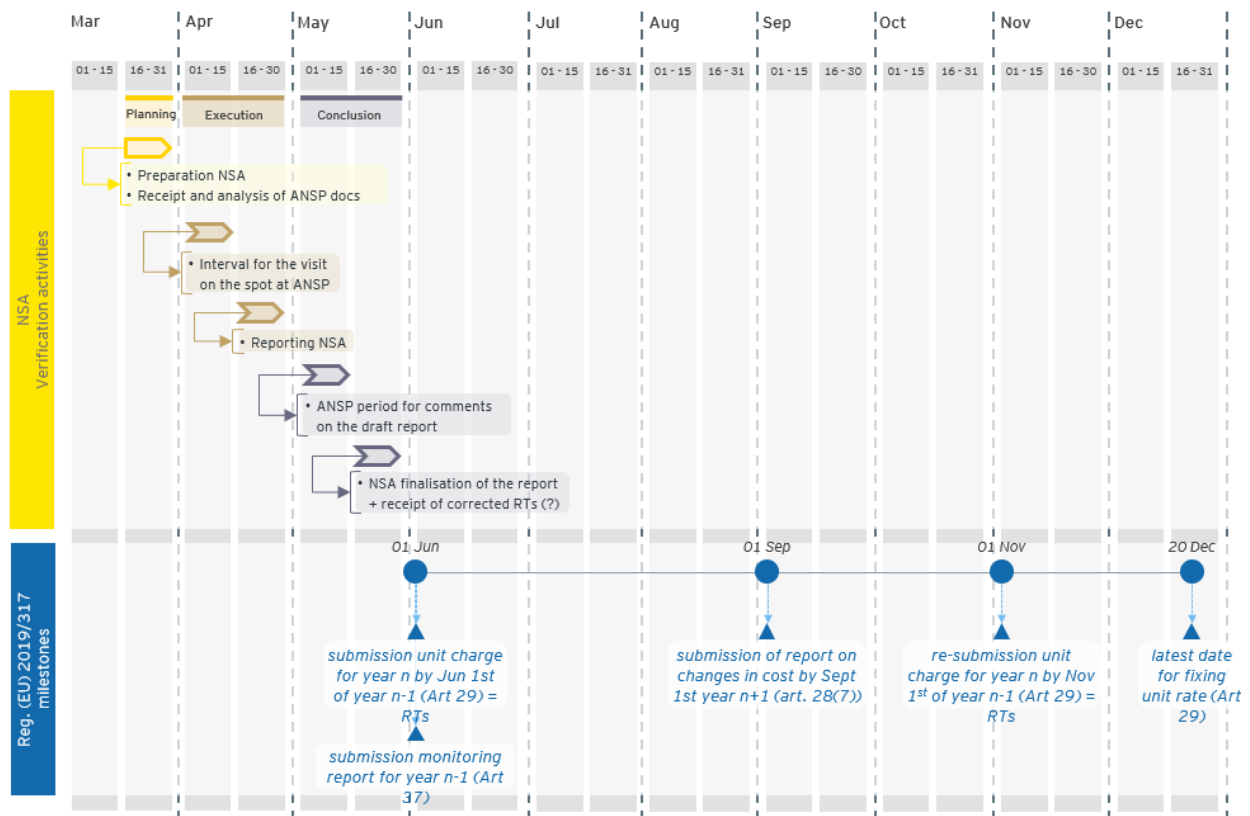 Mar Apr May Jun Jul Aug Sep Oct Nov Dec
01 - 15 16 - 31 01 - 15 16 - 30 01 - 15 16 - 30 01 - 15 16 - 30 01 - 15 16 - 31 01 - 15 16 - 31 01 - 15 16 - 30 01 - 15 16 - 31 01 - 15 16 - 30 01 - 15 16 - 31
Planning Execution Conclusion
NSA
Verification activities
• Preparation NSA
• Receipt and analysis of ANSP docs
• Interval for the visit
on the spot at ANSP
• Reporting NSA
• ANSP period for comments
on the draft report
• NSA finalisation of the report
+ receipt of corrected RTs (?)
Reg. (EU) 2019/317
milestones
01 Jun 01 Sep 01 Nov 20 Dec
submission unit charge
for year n by Jun 1st
of year n-1 (Art 29) =
RTs
submission monitoring
report for year n-1 (Art
37)
submission of report on
changes in cost by Sept
1st year n+1 (art. 28(7))
re-submission unit
charge for year n by Nov
1st of year n-1 (Art 29) =
RTs
latest date
for fixing
unit rate (Art
29)